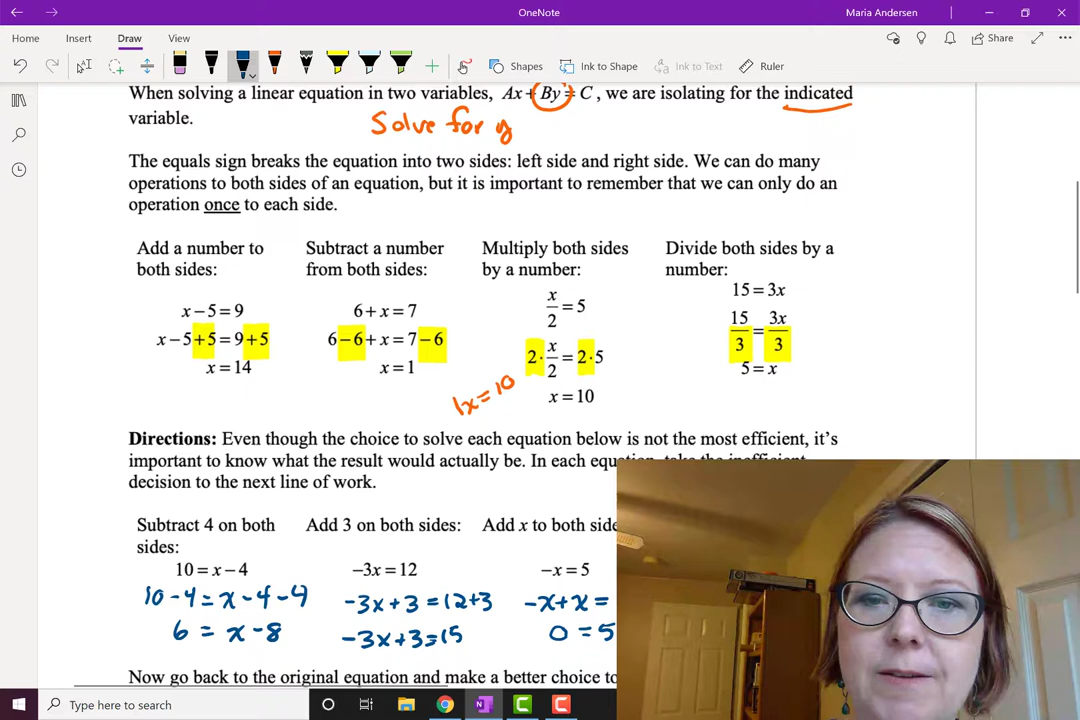 OneNote
Maria Andersen
Home Insert Draw View
Share
Shapes Ink to Shape Ink to Text Ruler
When solving a linear equation in two variables, Ax + By = C, we are isolating for the indicated
variable.
Solve for y
The equals sign breaks the equation into two sides: left side and right side. We can do many
operations to both sides of an equation, but it is important to remember that we can only do an
operation once to each side.
Add a number to
both sides:
x − 5 = 9
x − 5 + 5 = 9 + 5
x = 14
Subtract a number
from both sides:
6 + x = 7
6 − 6 + x = 7 − 6
x = 1
Multiply both sides
by a number:
x/2 = 5
2 · x/2 = 2 · 5
x = 10
1x = 10
Divide both sides by a
number:
15 = 3x
15/3 = 3x/3
5 = x
Directions: Even though the choice to solve each equation below is not the most efficient, it's
important to know what the result would actually be. In each equation, take the inefficient
decision to the next line of work.
Subtract 4 on both
sides:
10 = x − 4
10 - 4 = x - 4 - 4
6 = x - 8
Add 3 on both sides:
−3x = 12
-3x + 3 = 12 + 3
-3x + 3 = 15
Add x to both side
−x = 5
-x + x =
0 = 5
Now go back to the original equation and make a better choice to
Type here to search